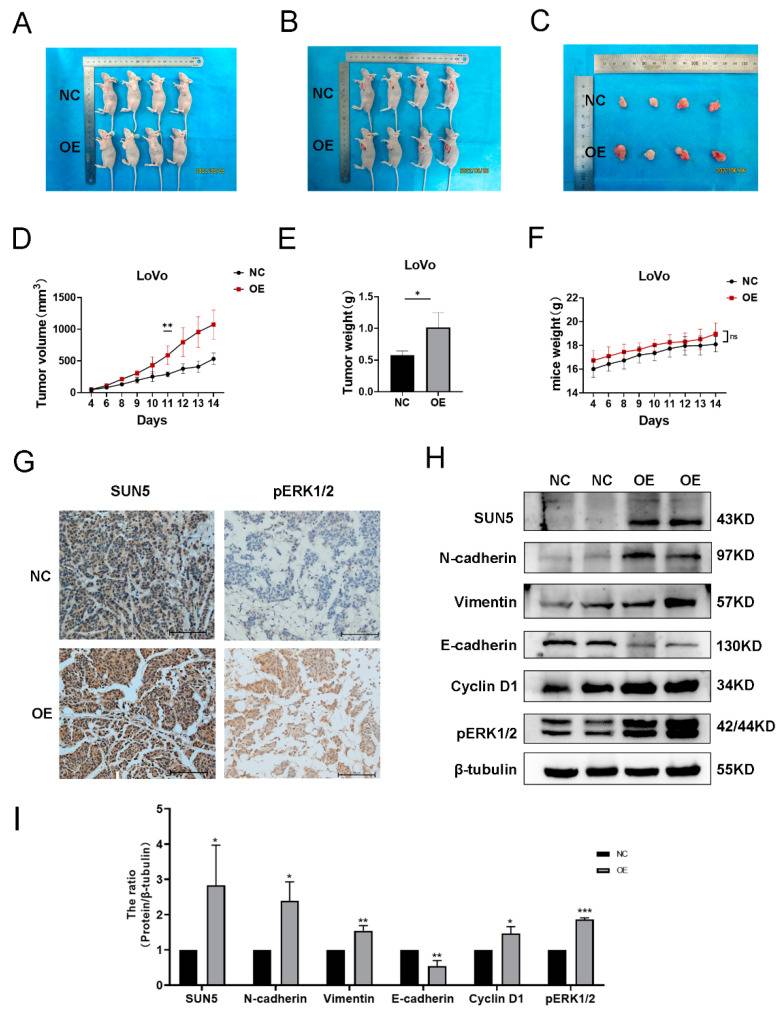 A
B
C
NC
OE
NC
OE
NC
OE
D
E
F
LoVo
NC
OE
Tumor volume(mm3)
1500
1000
500
0
**
4 6 8 9 10 11 12 13 14
Days
LoVo
Tumor weight(g)
1.5
1.0
0.5
0.0
*
NC OE
LoVo
NC
OE
mice weight(g)
22
20
18
16
14
ns
4 6 8 9 10 11 12 13 14
Days
G
SUN5 pERK1/2
NC
OE
H
NC NC OE OE
SUN5 43KD
N-cadherin 97KD
Vimentin 57KD
E-cadherin 130KD
Cyclin D1 34KD
pERK1/2 42/44KD
β-tubulin 55KD
I
The ratio
(Protein/β-tubulin)
5
4
3
2
1
0
* * ** ** * ***
NC
OE
SUN5 N-cadherin Vimentin E-cadherin Cyclin D1 pERK1/2